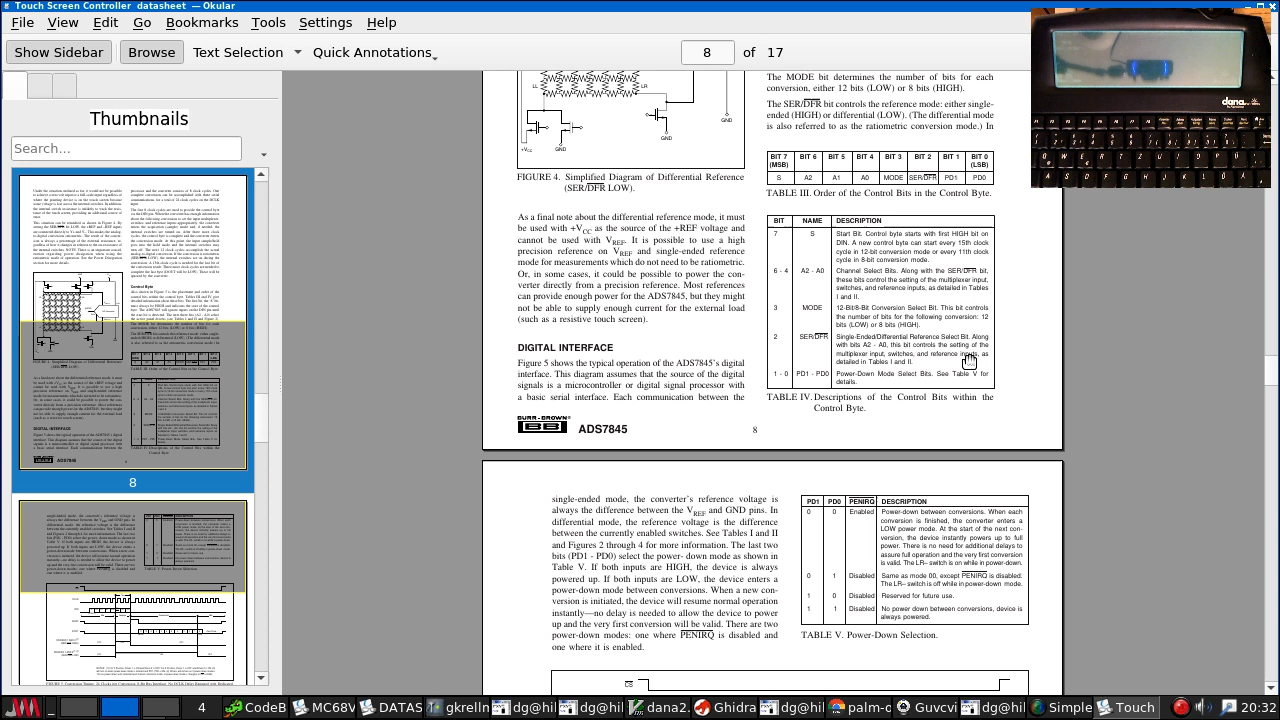 Touch Screen Controller datasheet — Okular
File View Edit Go Bookmarks Tools Settings Help
Show Sidebar Browse Text Selection Quick Annotations 8 of 17
Thumbnails
Search...
8
LL LR
GND
GND
+VCC GND
FIGURE 4. Simplified Diagram of Differential Reference
(SER/DFR LOW).
As a final note about the differential reference mode, it must
be used with +VCC as the source of the +REF voltage and
cannot be used with VREF. It is possible to use a high
precision reference on VREF and single-ended reference
mode for measurements which do not need to be ratiometric.
Or, in some cases, it could be possible to power the con-
verter directly from a precision reference. Most references
can provide enough power for the ADS7845, but they might
not be able to supply enough current for the external load
(such as a resistive touch screen).
DIGITAL INTERFACE
Figure 5 shows the typical operation of the ADS7845's digital
interface. This diagram assumes that the source of the digital
signals is a microcontroller or digital signal processor with
a basic serial interface. Each communication between the
The MODE bit determines the number of bits for each
conversion, either 12 bits (LOW) or 8 bits (HIGH).
The SER/DFR bit controls the reference mode: either single-
ended (HIGH) or differential (LOW). (The differential mode
is also referred to as the ratiometric conversion mode.) In
BIT 7 (MSB) BIT 6 BIT 5 BIT 4 BIT 3 BIT 2 BIT 1 BIT 0 (LSB)
S A2 A1 A0 MODE SER/DFR PD1 PD0
TABLE III. Order of the Control Bits in the Control Byte.
BIT NAME DESCRIPTION
7 S Start Bit. Control byte starts with first HIGH bit on
DIN. A new control byte can start every 15th clock
cycle in 12-bit conversion mode or every 11th clock
cycle in 8-bit conversion mode.
6 - 4 A2 - A0 Channel Select Bits. Along with the SER/DFR bit,
these bits control the setting of the multiplexer input,
switches, and reference inputs, as detailed in Tables
I and II.
3 MODE 12-Bit/8-Bit Conversion Select Bit. This bit controls
the number of bits for the following conversion: 12
bits (LOW) or 8 bits (HIGH).
2 SER/DFR Single-Ended/Differential Reference Select Bit. Along
with bits A2 - A0, this bit controls the setting of the
multiplexer input, switches, and reference inputs, as
detailed in Tables I and II.
1 - 0 PD1 - PD0 Power-Down Mode Select Bits. See Table V for
details.
TABLE IV. Descriptions of the Control Bits within the
Control Byte.
BURR-BROWN
BB ADS7845 8
single-ended mode, the converter's reference voltage is
always the difference between the VREF and GND pins. In
differential mode, the reference voltage is the difference
between the currently enabled switches. See Tables I and II
and Figures 2 through 4 for more information. The last two
bits (PD1 - PD0) select the power- down mode as shown in
Table V. If both inputs are HIGH, the device is always
powered up. If both inputs are LOW, the device enters a
power-down mode between conversions. When a new con-
version is initiated, the device will resume normal operation
instantly—no delay is needed to allow the device to power
up and the very first conversion will be valid. There are two
power-down modes: one where PENIRQ is disabled and
one where it is enabled.
PD1 PD0 PENIRQ DESCRIPTION
0 0 Enabled Power-down between conversions. When each
conversion is finished, the converter enters a
LOW power mode. At the start of the next con-
version, the device instantly powers up to full
power. There is no need for additional delays to
assure full operation and the very first conversion
is valid. The LR– switch is on while in power-down.
0 1 Disabled Same as mode 00, except PENIRQ is disabled.
The LR– switch is off while in power-down mode.
1 0 Disabled Reserved for future use.
1 1 Disabled No power down between conversions, device is
always powered.
TABLE V. Power-Down Selection.
CS
dana
4 CodeB MC68V DATAS gkrelln dg@hil dg@hil dana2. Ghidra palm-o Guvcvi dg@hil Simple Touch 20:32